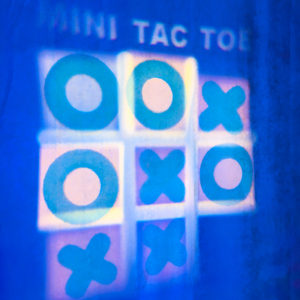 MINI TAC TOE
O O X
O X O
X X